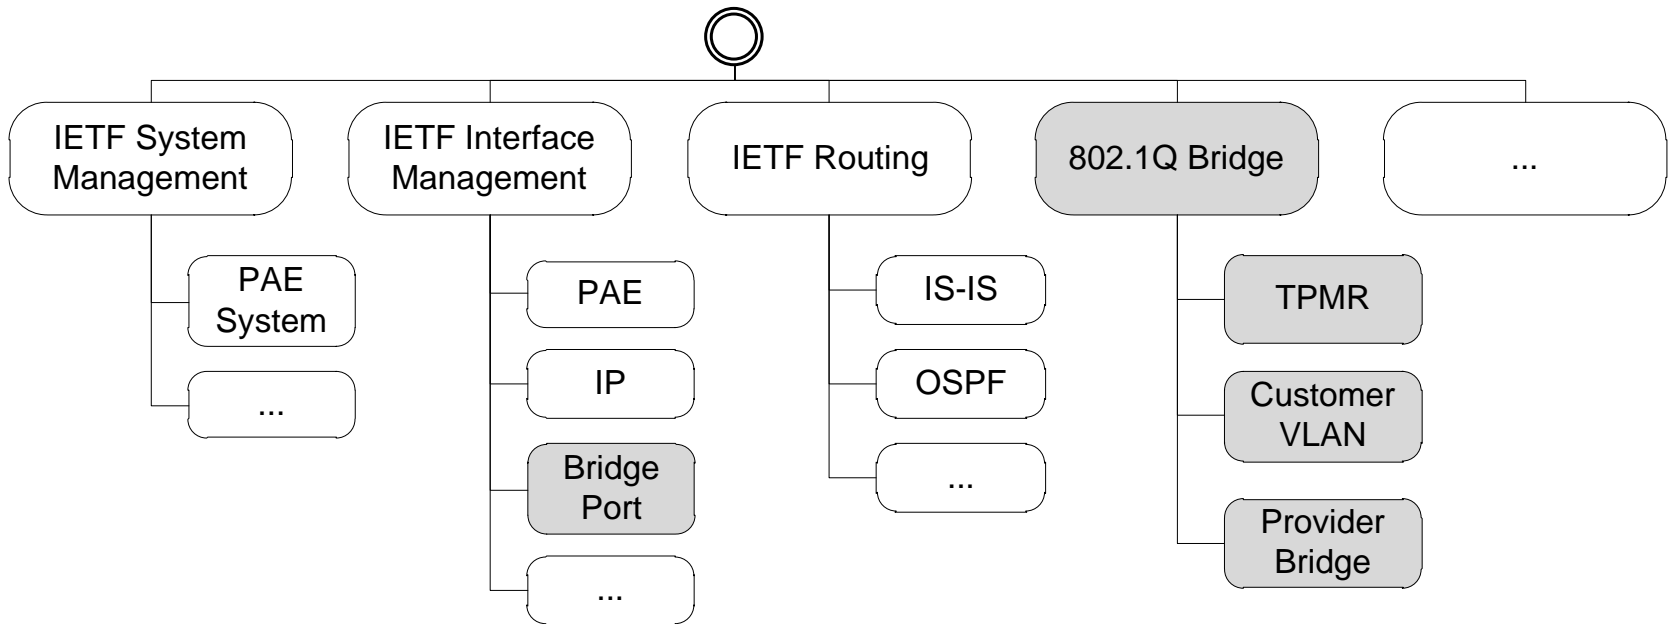 IETF System
Management
IETF Interface
Management
IETF Routing
802.1Q Bridge
...
PAE
System
...
PAE
IP
Bridge
Port
...
IS-IS
OSPF
...
TPMR
Customer
VLAN
Provider
Bridge